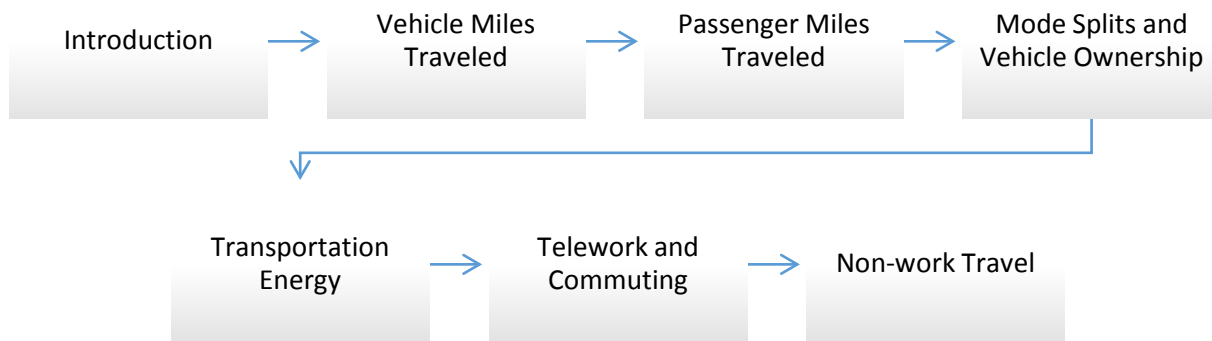 Introduction
Vehicle Miles
Traveled
Passenger Miles
Traveled
Mode Splits and
Vehicle Ownership
Transportation
Energy
Telework and
Commuting
Non-work Travel